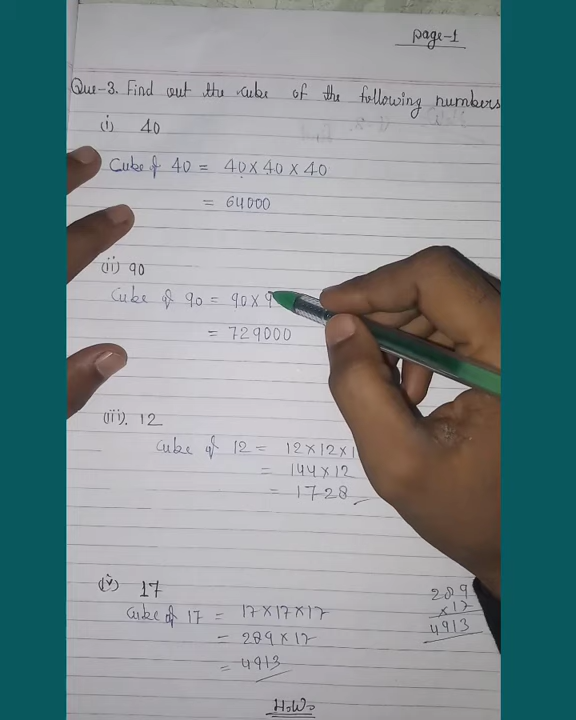 page-1
Que-3. Find out the cube of the following numbers
(i) 40
Cube of 40 = 40×40×40
= 64000
(ii) 90
Cube of 90 = 90×9
= 729000
(iii). 12
Cube of 12 = 12×12×1
= 144×12
= 1728
(iv) 17
Cube of 17 = 17×17×17
= 289×17
= 4913
289
×17
4913
H.W.